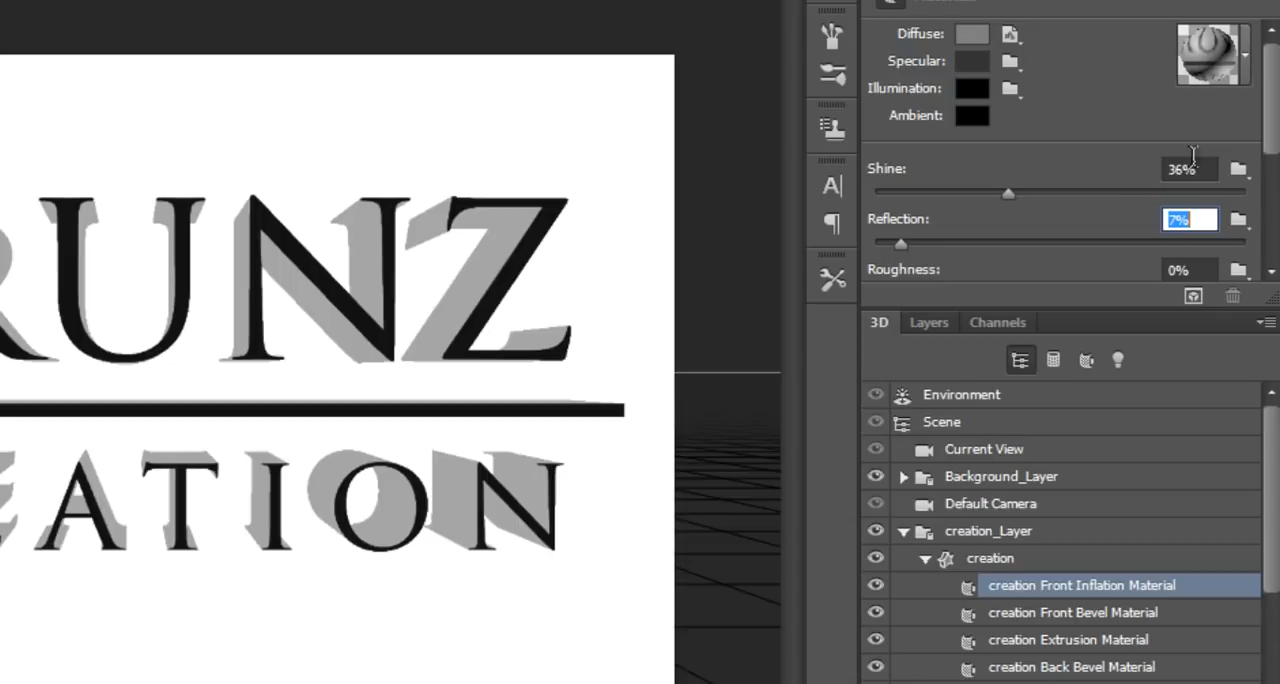 Diffuse:
Specular:
Illumination:
Ambient:
Shine: 36%
Reflection: 7%
Roughness: 0%
RUNZ
EATION
3D Layers Channels
Environment
Scene
Current View
Background_Layer
Default Camera
creation_Layer
creation
creation Front Inflation Material
creation Front Bevel Material
creation Extrusion Material
creation Back Bevel Material